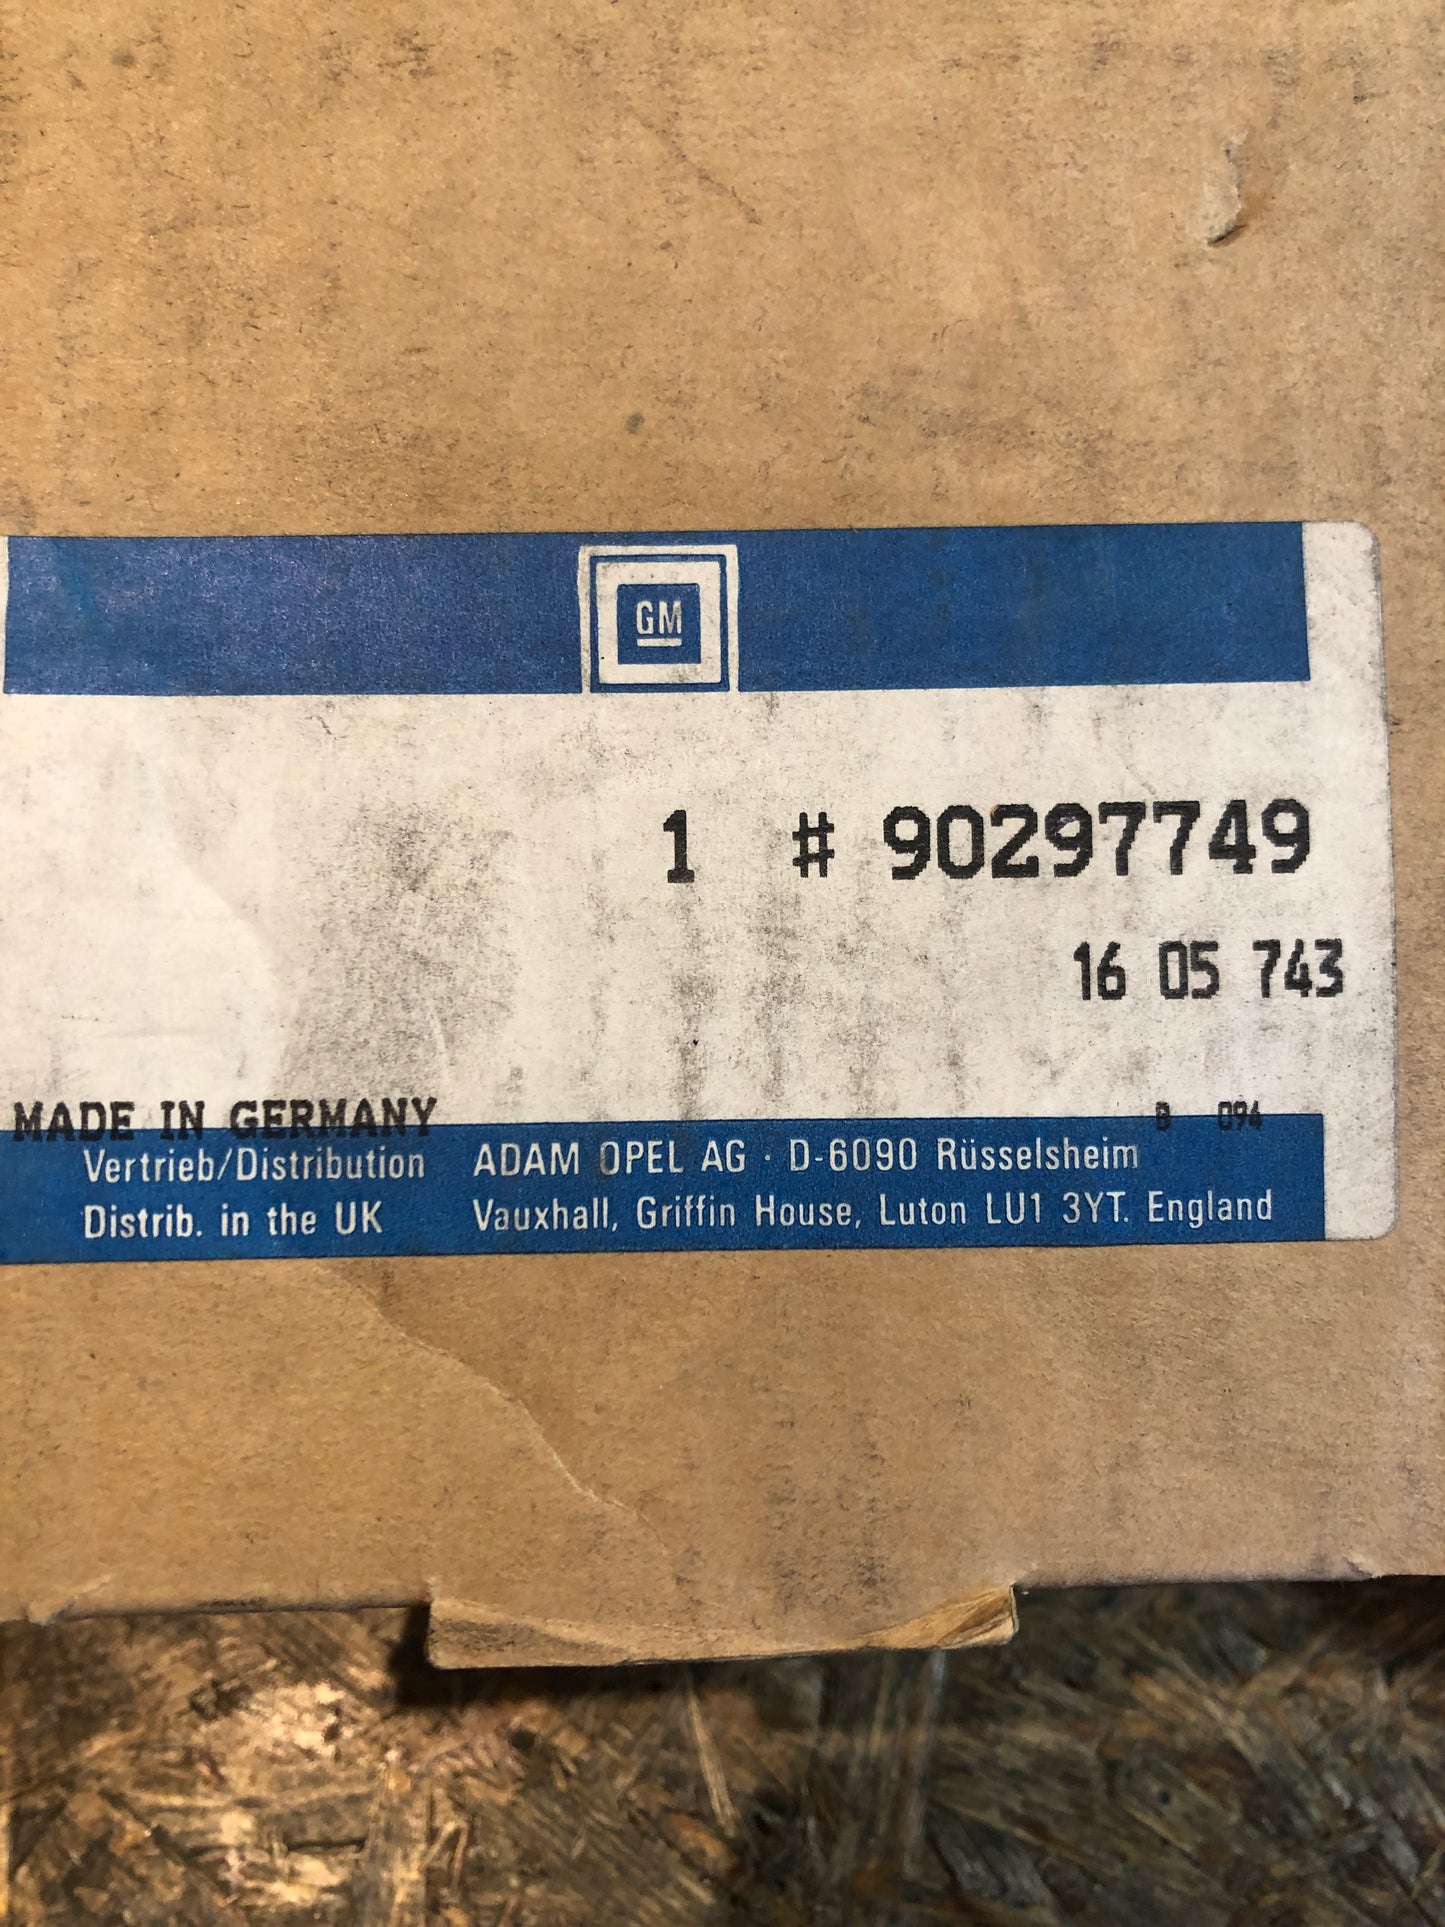 GM
1 # 90297749
16 05 743
MADE IN GERMANY
B 094
Vertrieb/Distribution ADAM OPEL AG · D-6090 Rüsselsheim
Distrib. in the UK Vauxhall, Griffin House, Luton LU1 3YT. England